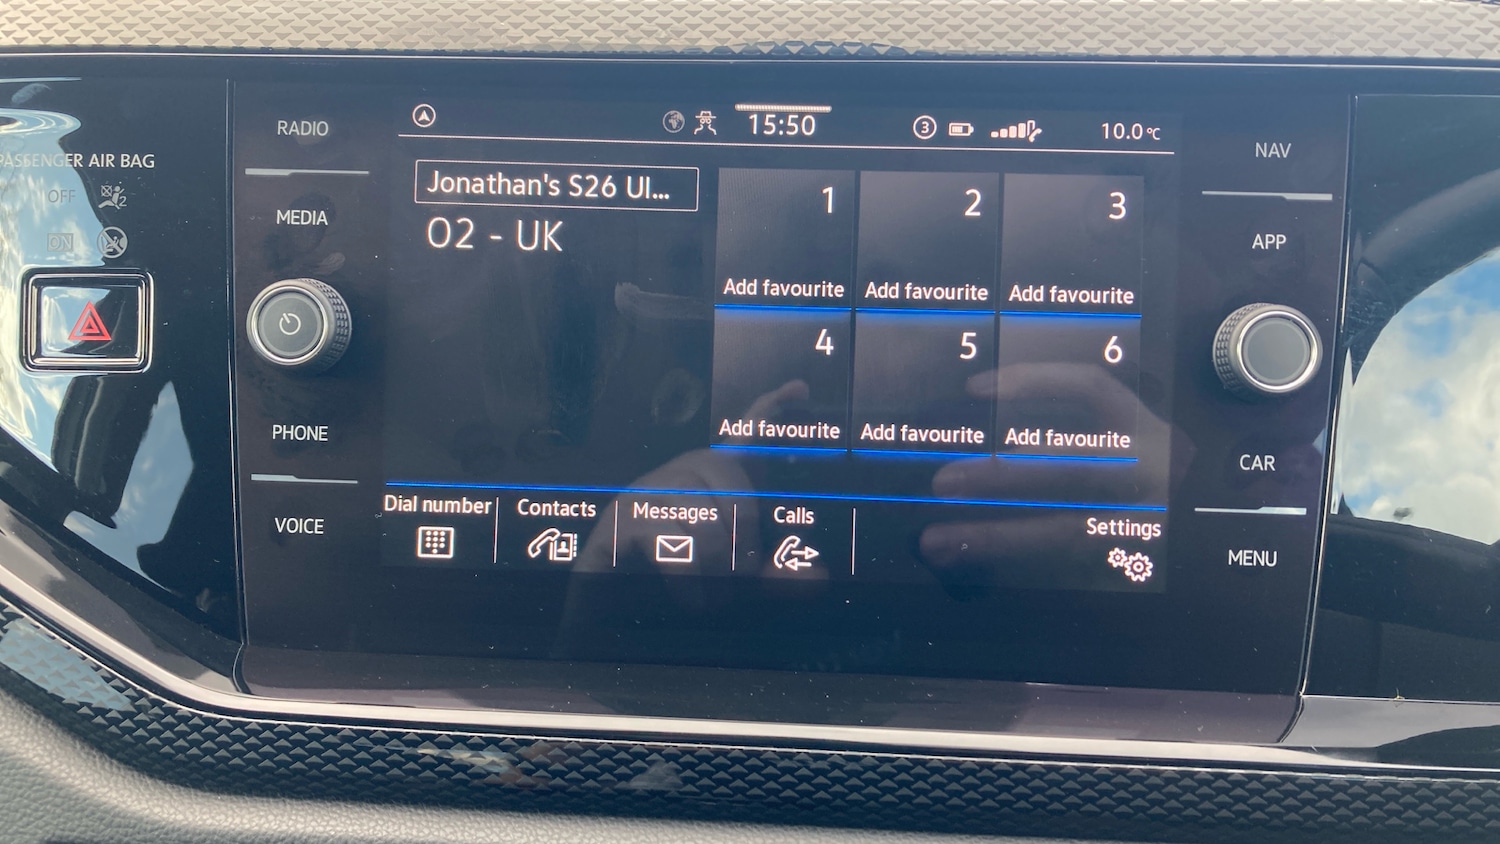 PASSENGER AIR BAG
OFF
2
ON
RADIO
MEDIA
PHONE
VOICE
15:50
3
10.0°C
Jonathan's S26 Ul...
O2 - UK
1
2
3
Add favourite
Add favourite
Add favourite
4
5
6
Add favourite
Add favourite
Add favourite
Dial number
Contacts
Messages
Calls
Settings
NAV
APP
CAR
MENU